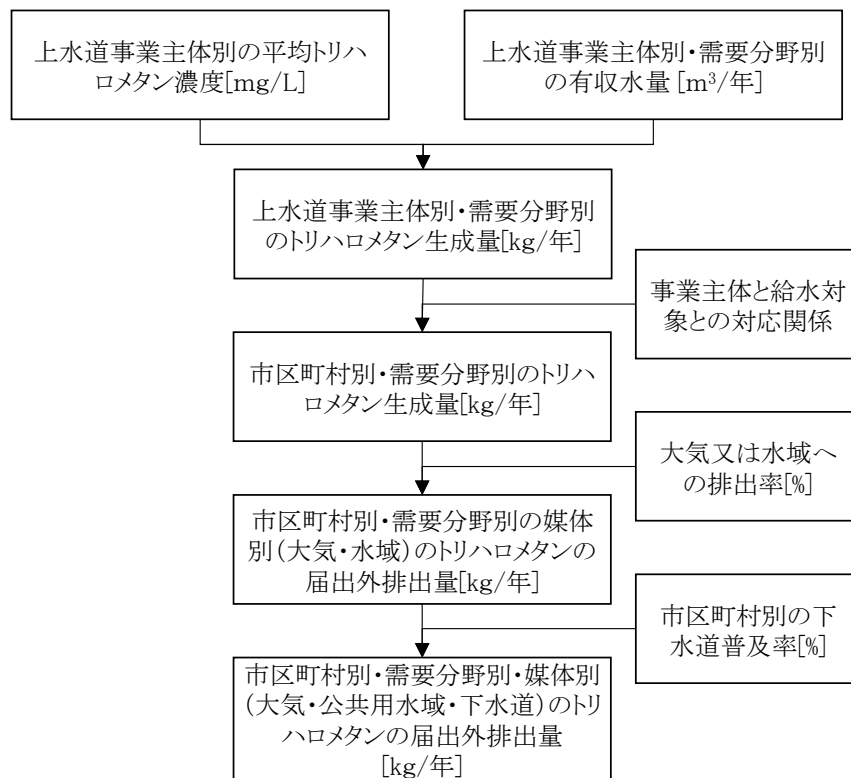 上水道事業主体別の平均トリハ
ロメタン濃度[mg/L]
上水道事業主体別・需要分野別
の有収水量 [m³/年]
上水道事業主体別・需要分野別
のトリハロメタン生成量[kg/年]
事業主体と給水対
象との対応関係
市区町村別・需要分野別のトリハ
ロメタン生成量[kg/年]
大気又は水域へ
の排出率[%]
市区町村別・需要分野別の媒体
別(大気・水域)のトリハロメタンの
届出外排出量[kg/年]
市区町村別の下
水道普及率[%]
市区町村別・需要分野別・媒体別
(大気・公共用水域・下水道)のトリ
ハロメタンの届出外排出量
[kg/年]